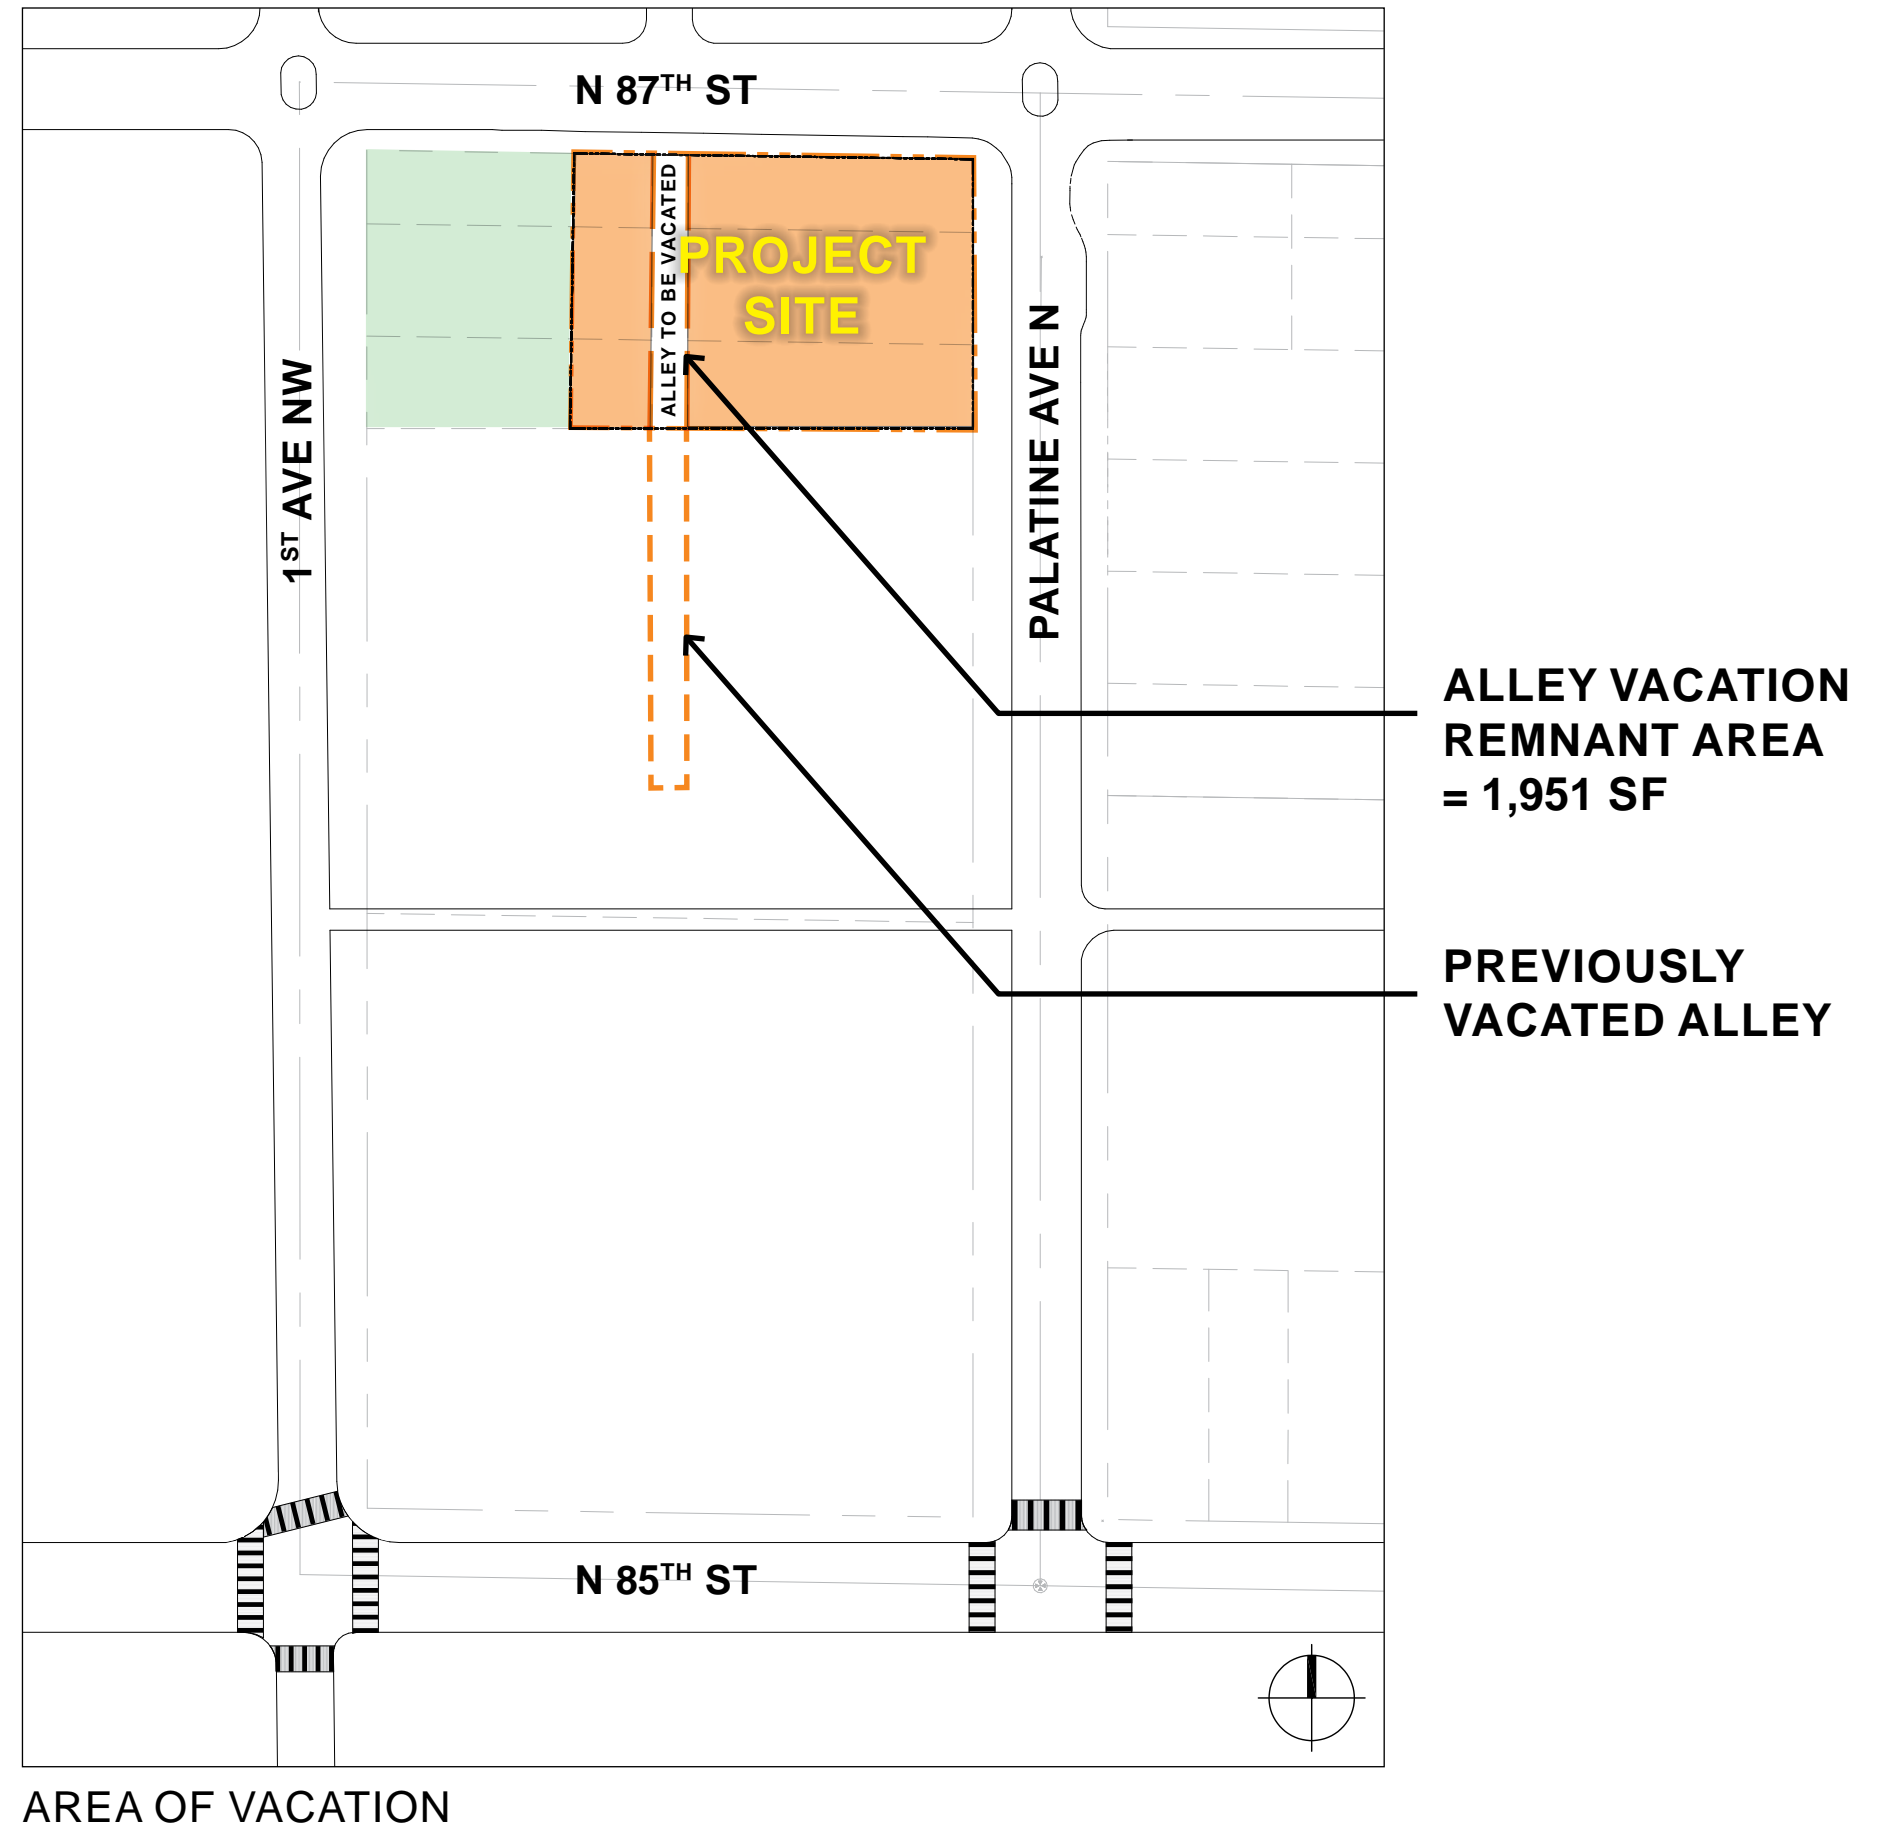 N 87TH ST
ALLEY TO BE VACATED
PROJECT
SITE
1ST AVE NW
PALATINE AVE N
ALLEY VACATION
REMNANT AREA
= 1,951 SF
PREVIOUSLY
VACATED ALLEY
N 85TH ST
AREA OF VACATION